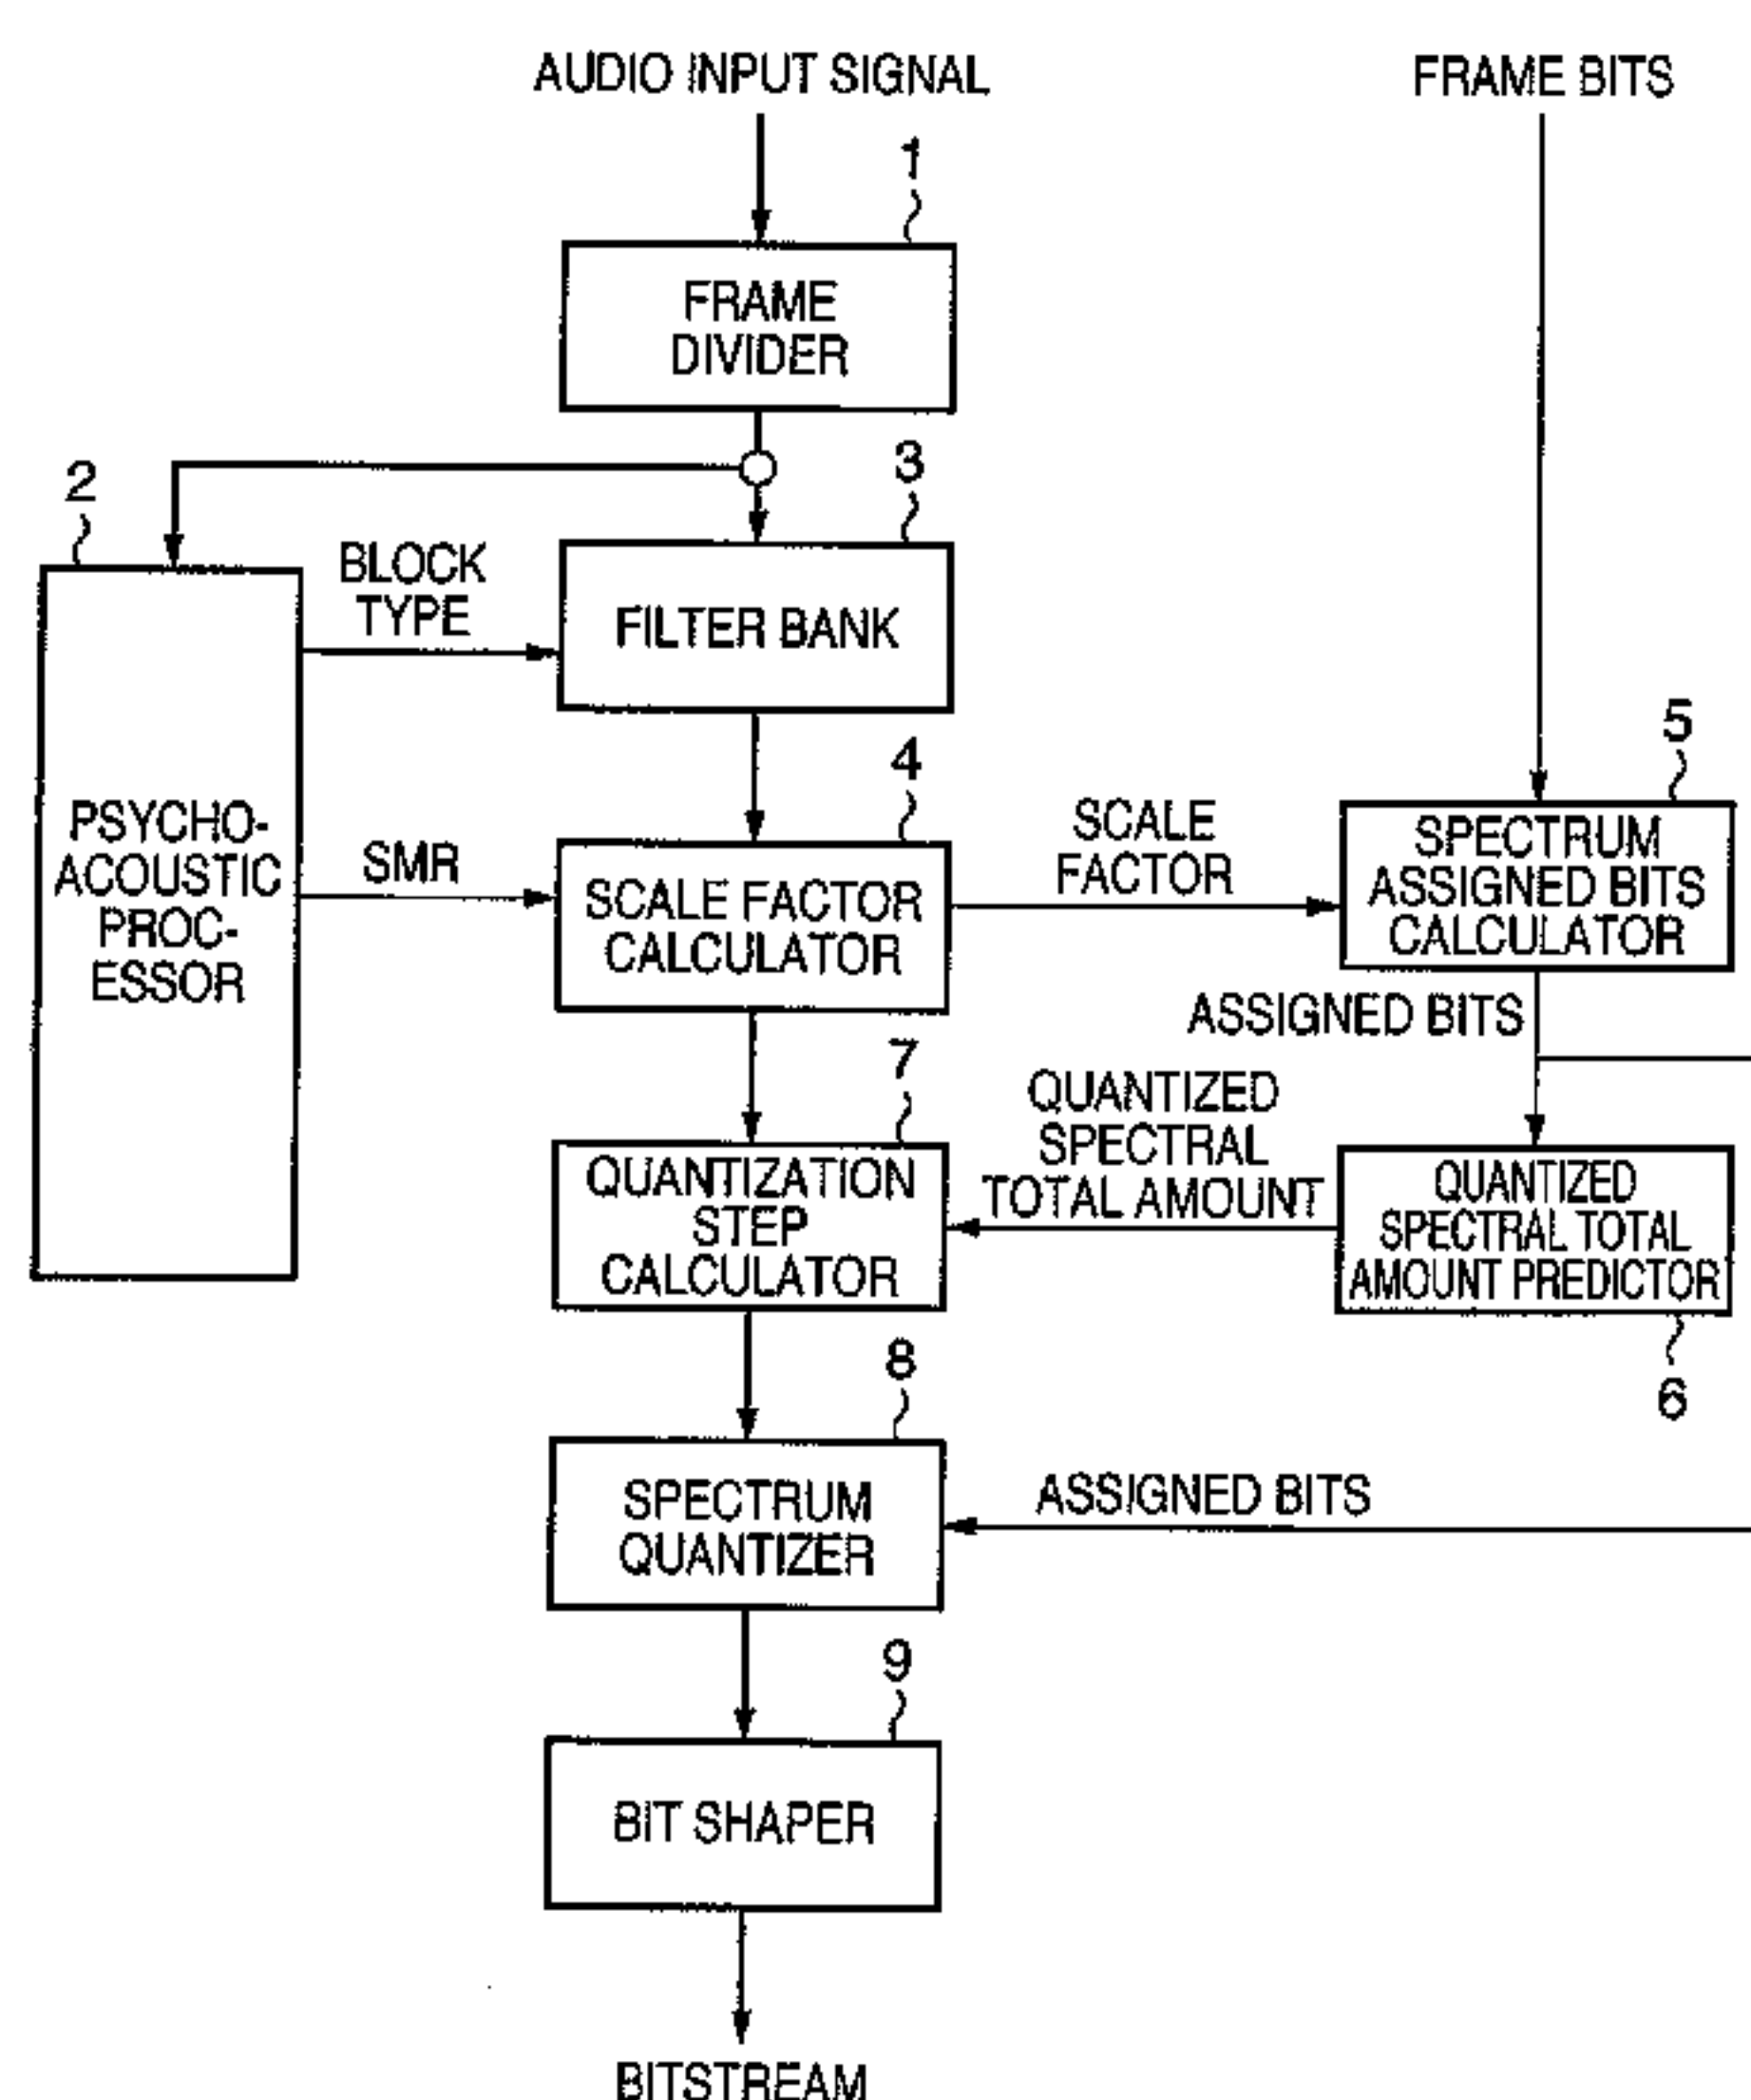 AUDIO INPUT SIGNAL
FRAME BITS
1
FRAME
DIVIDER
2
3
BLOCK
TYPE
FILTER BANK
PSYCHO-
ACOUSTIC
PROC-
ESSOR
SMR
4
SCALE FACTOR
CALCULATOR
SCALE
FACTOR
5
SPECTRUM
ASSIGNED BITS
CALCULATOR
ASSIGNED BITS
7
QUANTIZATION
STEP
CALCULATOR
QUANTIZED
SPECTRAL
TOTAL AMOUNT
QUANTIZED
SPECTRAL TOTAL
AMOUNT PREDICTOR
6
8
SPECTRUM
QUANTIZER
ASSIGNED BITS
9
BIT SHAPER
BITSTREAM